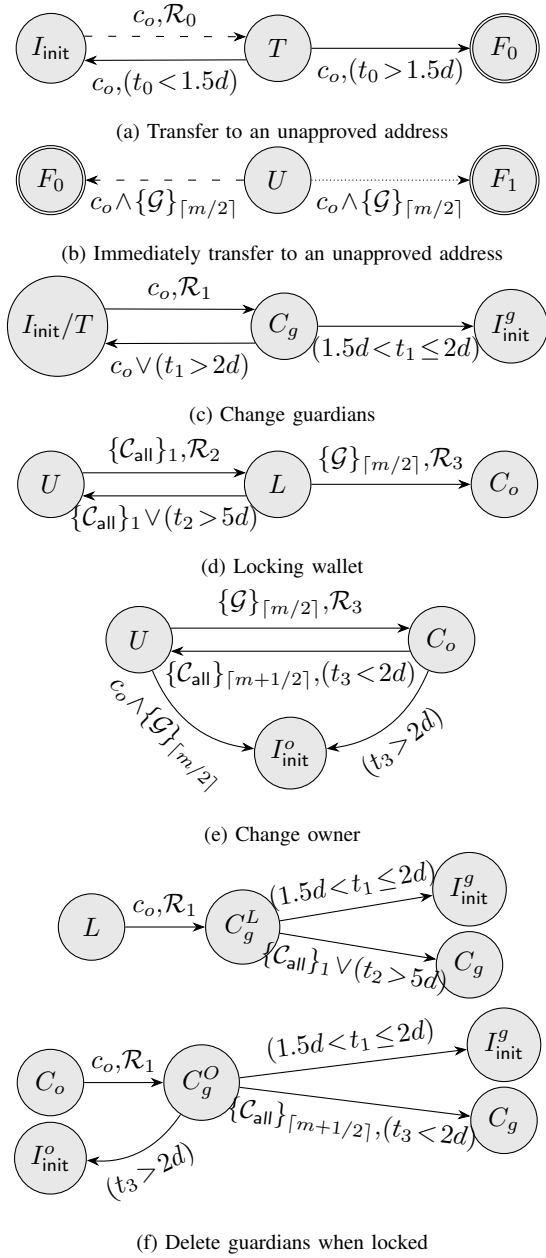 c_o,R_0
I_init T F_0
c_o,(t_0<1.5d) c_o,(t_0>1.5d)
(a) Transfer to an unapproved address
F_0 U F_1
c_o∧{G}_⌈m/2⌉ c_o∧{G}_⌈m/2⌉
(b) Immediately transfer to an unapproved address
c_o,R_1
I_init/T C_g I^g_init
c_o∨(t_1>2d) (1.5d<t_1≤2d)
(c) Change guardians
{C_all}_1,R_2 {G}_⌈m/2⌉,R_3
U L C_o
{C_all}_1∨(t_2>5d)
(d) Locking wallet
{G}_⌈m/2⌉,R_3
U C_o
{C_all}_⌈m+1/2⌉,(t_3<2d)
c_o∧{G}_⌈m/2⌉ (t_3>2d)
I^o_init
(e) Change owner
(1.5d<t_1≤2d) I^g_init
c_o,R_1
L C^L_g
{C_all}_1∨(t_2>5d) C_g
(1.5d<t_1≤2d) I^g_init
c_o,R_1
C_o C^O_g
{C_all}_⌈m+1/2⌉,(t_3<2d) C_g
I^o_init (t_3>2d)
(f) Delete guardians when locked